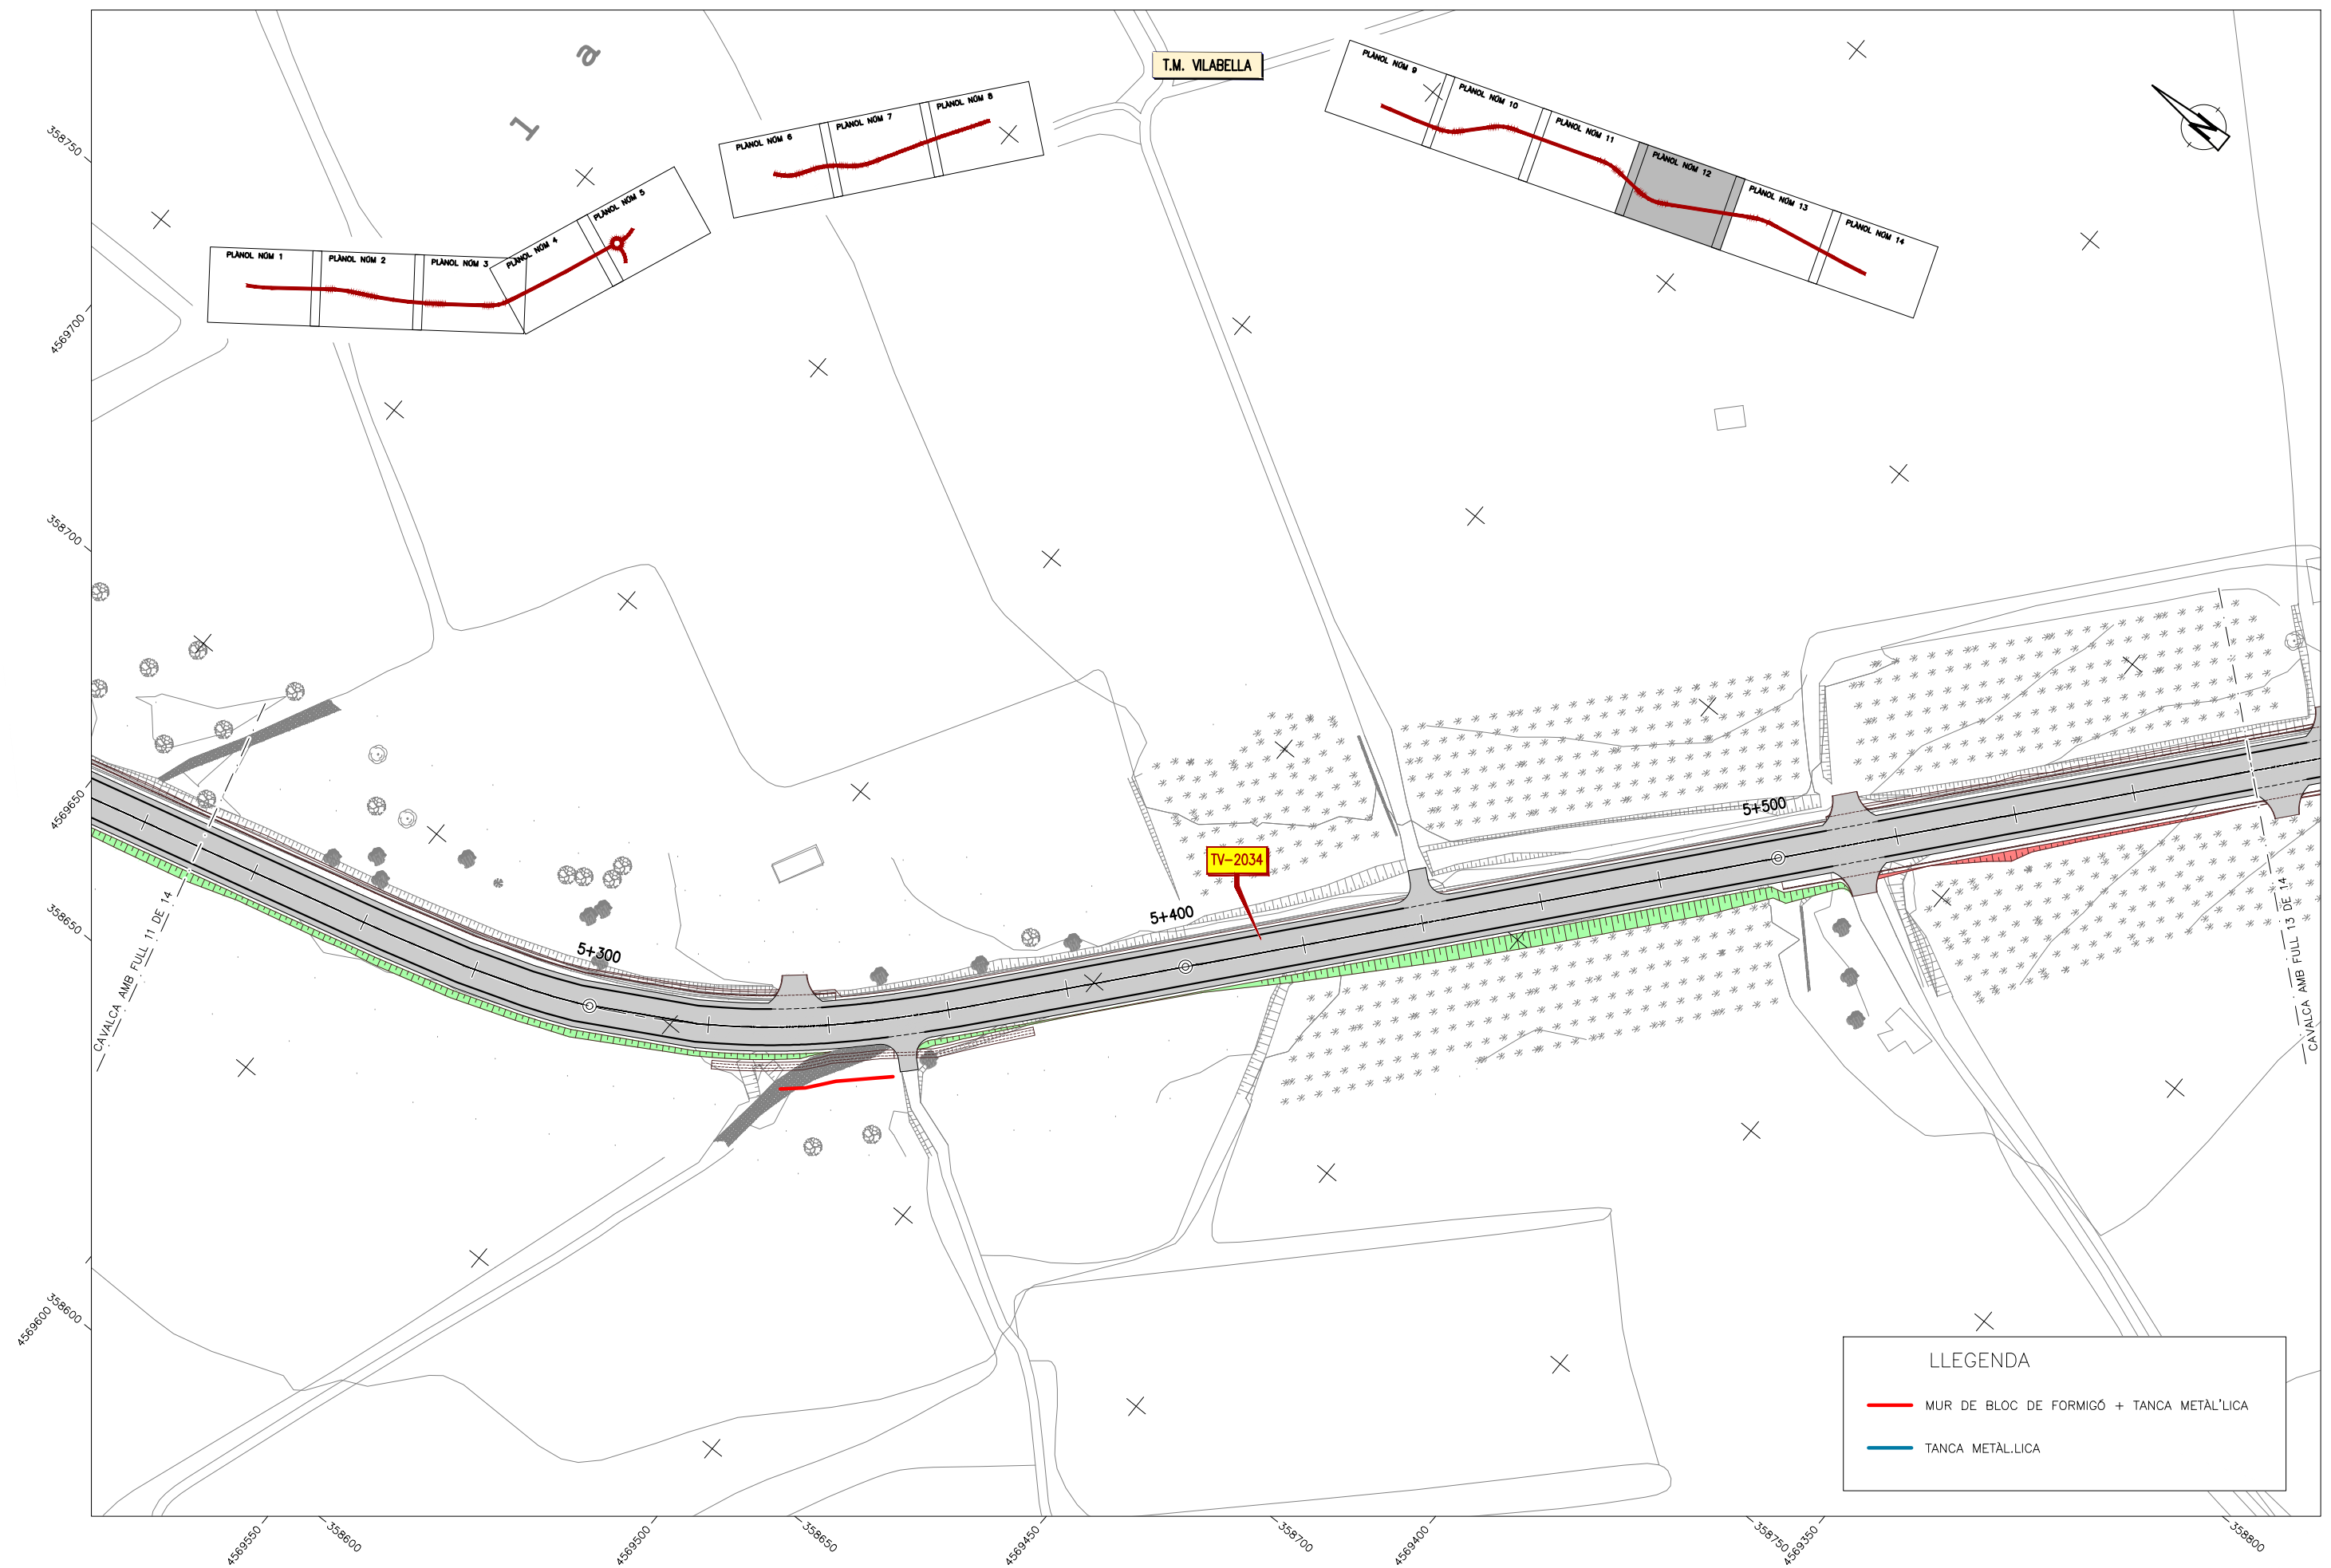 1 a
T.M. VILABELLA
PLÀNOL NÚM 1
PLÀNOL NÚM 2
PLÀNOL NÚM 3
PLÀNOL NÚM 4
PLÀNOL NÚM 5
PLÀNOL NÚM 6
PLÀNOL NÚM 7
PLÀNOL NÚM 8
PLÀNOL NÚM 9
PLÀNOL NÚM 10
PLÀNOL NÚM 11
PLÀNOL NÚM 12
PLÀNOL NÚM 13
PLÀNOL NÚM 14
N
358750
4569700
358700
4569650
358650
4569600
358600
CAVALCA AMB FULL 11 DE 14
5+300
5+400
TV-2034
5+500
CAVALCA AMB FULL 13 DE 14
LLEGENDA
MUR DE BLOC DE FORMIGÓ + TANCA METÀL'LICA
TANCA METÀL.LICA
4569550
358600
4569500
358650
4569450
358700
4569400
358750
4569350
358800